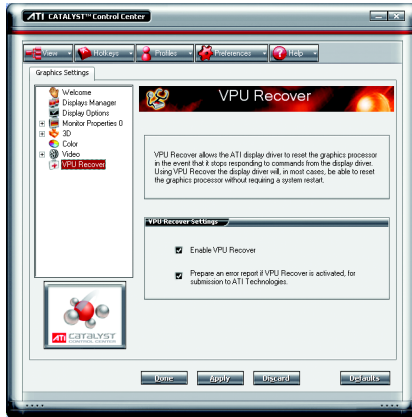 ATI CATALYST™ Control Center
View Hotkeys Profiles Preferences Help
Graphics Settings
Welcome
Displays Manager
Display Options
Monitor Properties 0
3D
Color
Video
VPU Recover
VPU Recover
VPU Recover allows the ATI display driver to reset the graphics processor
in the event that it stops responding to commands from the display driver.
Using VPU Recover the display driver will, in most cases, be able to reset
the graphics processor without requiring a system restart.
VPU Recover Settings
Enable VPU Recover
Prepare an error report if VPU Recover is activated, for
submission to ATI Technologies.
ATI CATALYST
CONTROL CENTER
Done Apply Discard Defaults